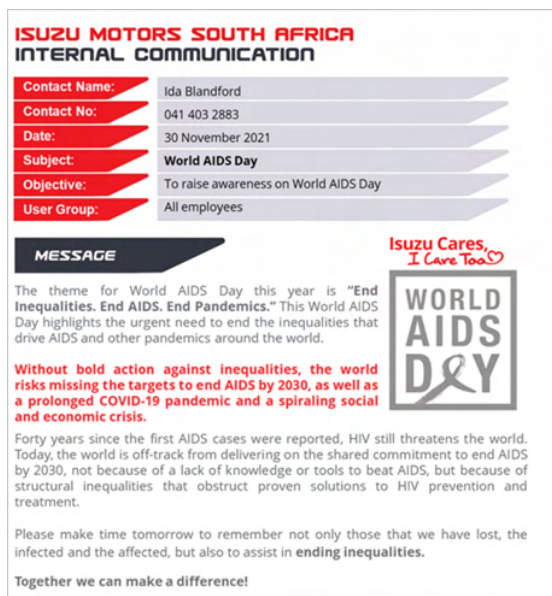 ISUZU MOTORS SOUTH AFRICA
INTERNAL COMMUNICATION
Contact Name: Ida Blandford
Contact No: 041 403 2883
Date: 30 November 2021
Subject: World AIDS Day
Objective: To raise awareness on World AIDS Day
User Group: All employees
MESSAGE
Isuzu Cares,
I Care Too
The theme for World AIDS Day this year is “End
Inequalities. End AIDS. End Pandemics.” This World AIDS
Day highlights the urgent need to end the inequalities that
drive AIDS and other pandemics around the world.
WORLD
AIDS
DAY
Without bold action against inequalities, the world
risks missing the targets to end AIDS by 2030, as well as
a prolonged COVID-19 pandemic and a spiraling social
and economic crisis.
Forty years since the first AIDS cases were reported, HIV still threatens the world.
Today, the world is off-track from delivering on the shared commitment to end AIDS
by 2030, not because of a lack of knowledge or tools to beat AIDS, but because of
structural inequalities that obstruct proven solutions to HIV prevention and
treatment.
Please make time tomorrow to remember not only those that we have lost, the
infected and the affected, but also to assist in ending inequalities.
Together we can make a difference!